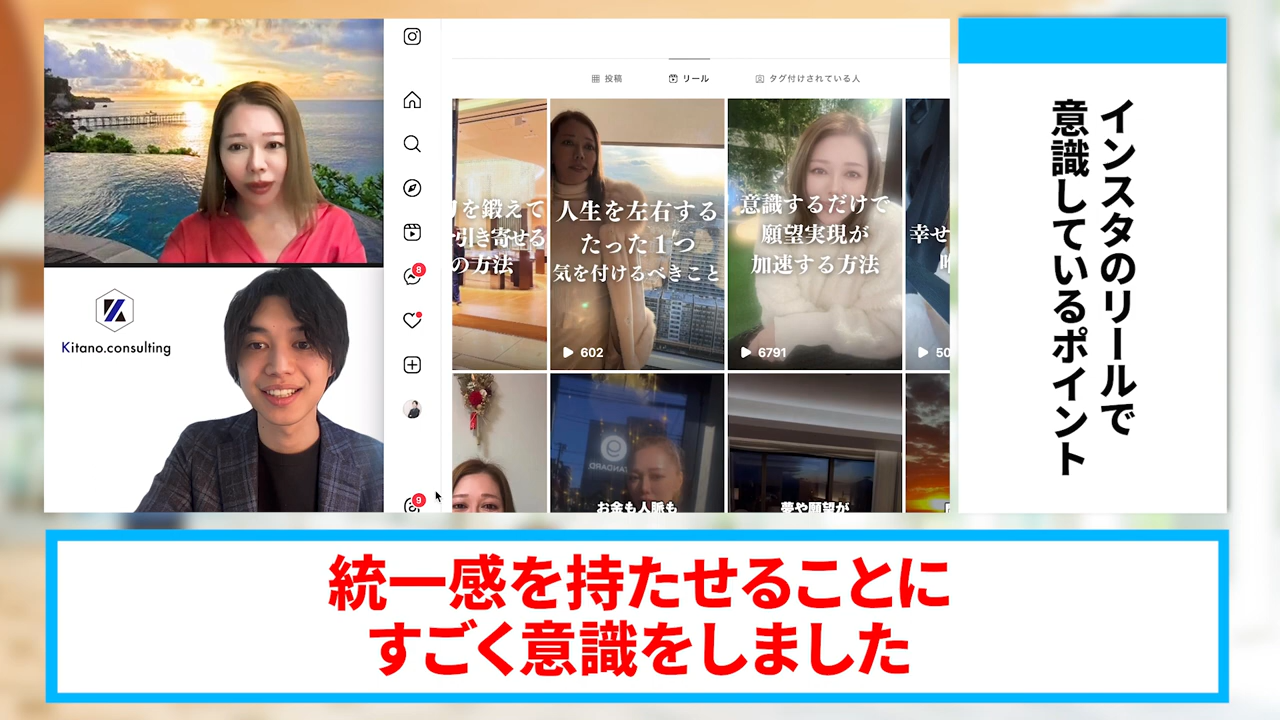 Kitano.consulting
8
9
投稿
リール
タグ付けされている人
を鍛えて
引き寄せる
の方法
人生を左右する
たった1つ
気を付けるべきこと
602
意識するだけで
願望実現が
加速する方法
6791
幸せ
50
STANDARD
お金も人脈も
夢や願望が
インスタのリールで
意識しているポイント
統一感を持たせることに
すごく意識をしました